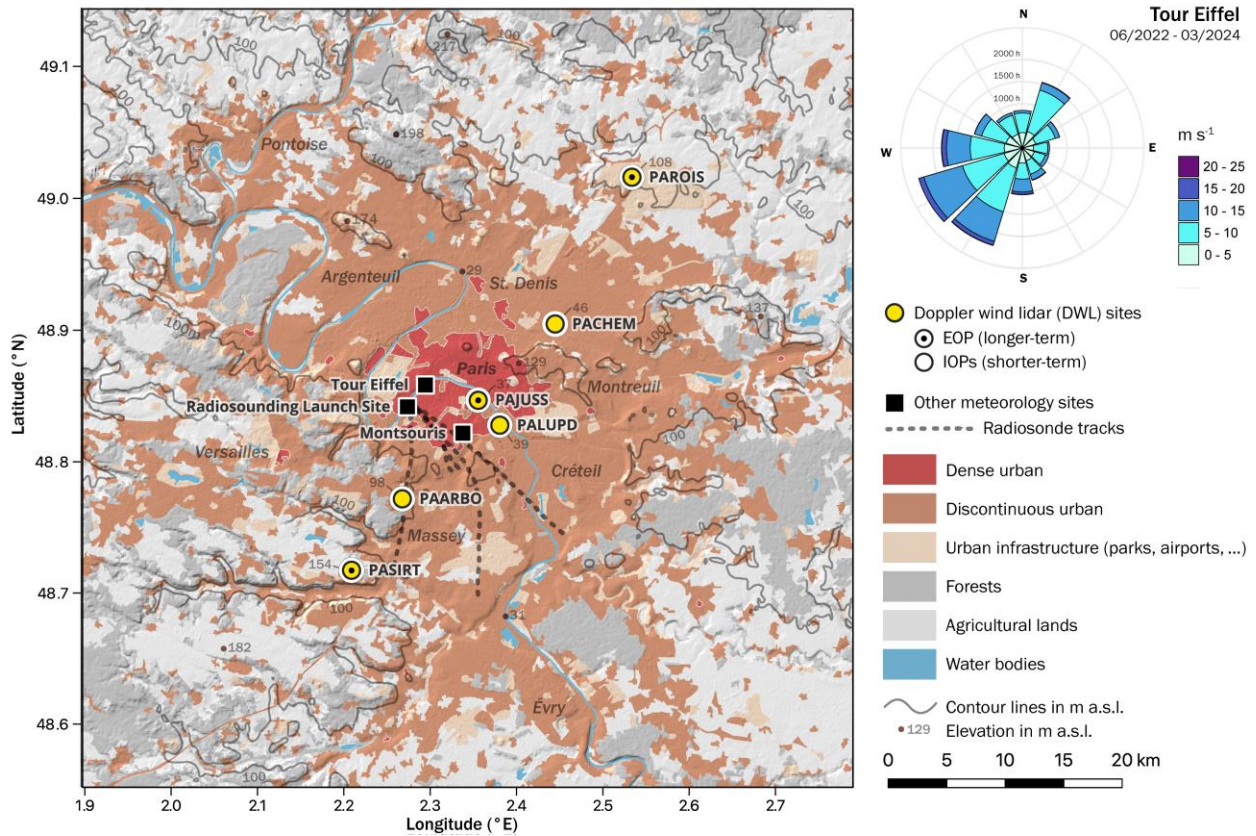 Tour Eiffel
06/2022 - 03/2024
N
2000 h
1500 h
1000 h
W
E
S
m s⁻¹
20 - 25
15 - 20
10 - 15
5 - 10
0 - 5
Doppler wind lidar (DWL) sites
EOP (longer-term)
IOPs (shorter-term)
Other meteorology sites
Radiosonde tracks
Dense urban
Discontinuous urban
Urban infrastructure (parks, airports, ...)
Forests
Agricultural lands
Water bodies
Contour lines in m a.s.l.
129 Elevation in m a.s.l.
0 5 10 15 20 km
Latitude (°N)
49.1
49.0
48.9
48.8
48.7
48.6
100
217
100
198
Pontoise
100
108
PAROIS
100
174
Argenteuil
29
St. Denis
46
PACHEM
137
100
100
129
Paris
Montreuil
Tour Eiffel
37
PAJUSS
Radiosounding Launch Site
PALUPD
Montsouris
39
100
Versailles
Créteil
98
PAARBO
100
Massey
154
PASIRT
100
31
182
Évry
100
1.9 2.0 2.1 2.2 2.3 2.4 2.5 2.6 2.7
Longitude (°E)